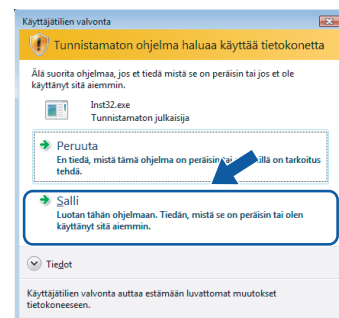 Käyttäjätilien valvonta
Tunnistamaton ohjelma haluaa käyttää tietokonetta
Älä suorita ohjelmaa, jos et tiedä mistä se on peräisin tai jos et ole
käyttänyt sitä aiemmin.
Inst32.exe
Tunnistamaton julkaisija
Peruuta
En tiedä, mistä tämä ohjelma on peräisin tai on tarkoitus
tehdä.
Salli
Luotan tähän ohjelmaan. Tiedän, mistä se on peräisin tai olen
käyttänyt sitä aiemmin.
Tiedot
Käyttäjätilien valvonta auttaa estämään luvattomat muutokset
tietokoneeseen.